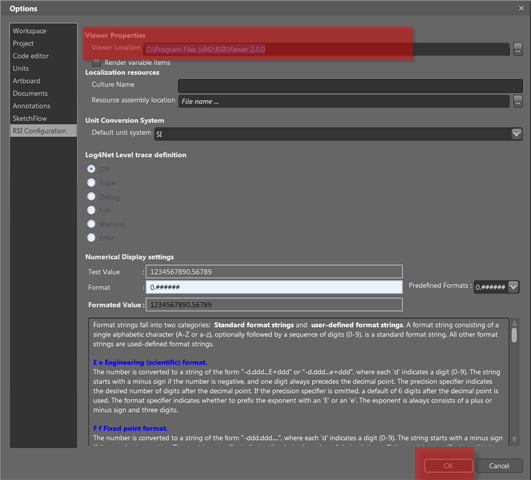 Options
Workspace
Project
Code editor
Units
Artboard
Documents
Annotations
SketchFlow
RSI Configuration
Viewer Properties
Viewer Location C:\Program Files (x86)\RSI\Viewer 2.0.0 ...
Render variable items
Localization resources
Culture Name
Resource assembly location File name ... ...
Unit Conversion System
Default unit system SI
Log4Net Level trace definition
Off
Trace
Debug
Info
Warning
Error
Numerical Display settings
Test Value : 1234567890.56789
Format : 0.###### Predefined Formats : 0.######
Formated Value : 1234567890.56789
Format strings fall into two categories: Standard format strings and user-defined format strings. A format string consisting of a
single alphabetic character (A-Z or a-z), optionally followed by a sequence of digits (0-9), is a standard format string. All other format
strings are used-defined format strings.
E e Engineering (scientific) format.
The number is converted to a string of the form "-d.ddd...E+ddd" or "-d.ddd...e+ddd", where each 'd' indicates a digit (0-9). The string
starts with a minus sign if the number is negative, and one digit always precedes the decimal point. The precision specifier indicates
the desired number of digits after the decimal point. If the precision specifier is omitted, a default of 6 digits after the decimal point is
used. The format specifier indicates whether to prefix the exponent with an 'E' or an 'e'. The exponent is always consists of a plus or
minus sign and three digits.
F f Fixed point format.
The number is converted to a string of the form "-ddd.ddd...", where each 'd' indicates a digit (0-9). The string starts with a minus sign
OK
Cancel